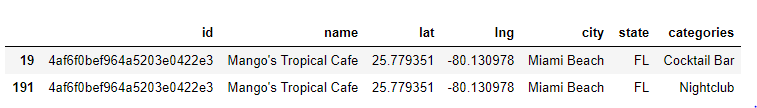 id name lat lng city state categories
19 4af6f0bef964a5203e0422e3 Mango's Tropical Cafe 25.779351 -80.130978 Miami Beach FL Cocktail Bar
191 4af6f0bef964a5203e0422e3 Mango's Tropical Cafe 25.779351 -80.130978 Miami Beach FL Nightclub
.